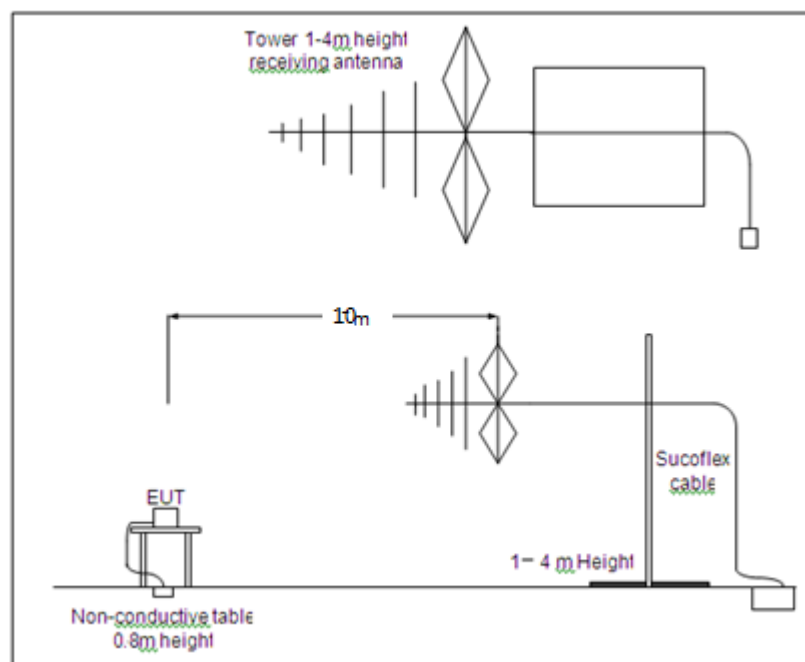 Tower 1-4m height
receiving antenna
10m
EUT
Sucoflex
cable
1– 4 m Height
Non-conductive table
0.8m height